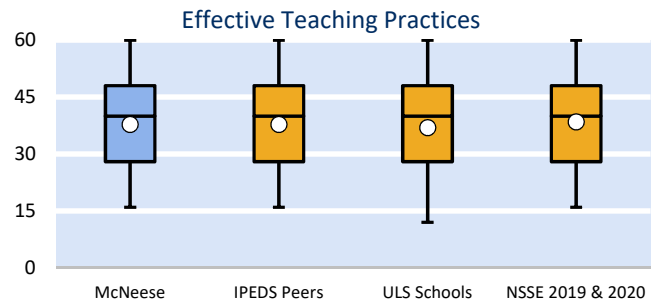 Effective Teaching Practices
60
45
30
15
0
McNeese IPEDS Peers ULS Schools NSSE 2019 & 2020